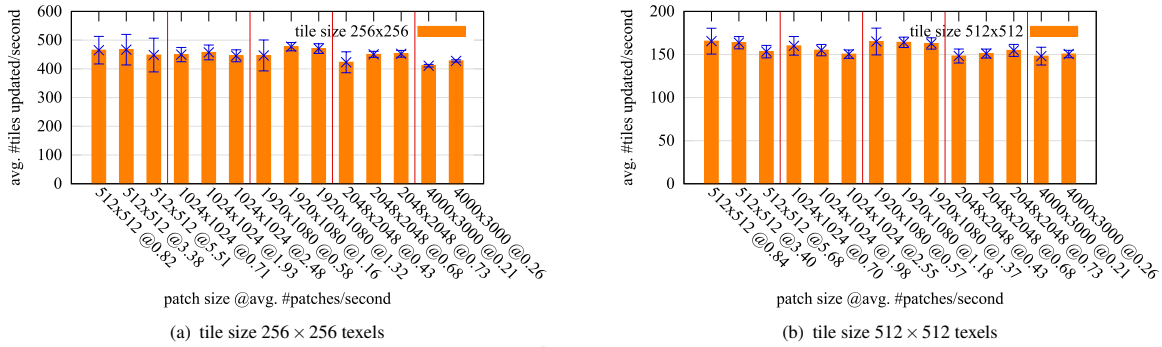 600
500
400
300
200
100
0
avg. #tiles updated/second
tile size 256x256
512x512 @0.82
512x512 @3.38
512x512 @5.51
1024x1024 @0.71
1024x1024 @1.93
1024x1024 @2.48
1920x1080 @0.58
1920x1080 @1.16
1920x1080 @1.32
2048x2048 @0.43
2048x2048 @0.68
2048x2048 @0.73
4000x3000 @0.21
4000x3000 @0.26
patch size @avg. #patches/second
(a) tile size 256 × 256 texels
200
150
100
50
0
avg. #tiles updated/second
tile size 512x512
512x512 @0.84
512x512 @3.40
512x512 @5.68
1024x1024 @0.70
1024x1024 @1.98
1024x1024 @2.55
1920x1080 @0.57
1920x1080 @1.18
1920x1080 @1.37
2048x2048 @0.43
2048x2048 @0.68
2048x2048 @0.73
4000x3000 @0.21
4000x3000 @0.26
patch size @avg. #patches/second
(b) tile size 512 × 512 texels